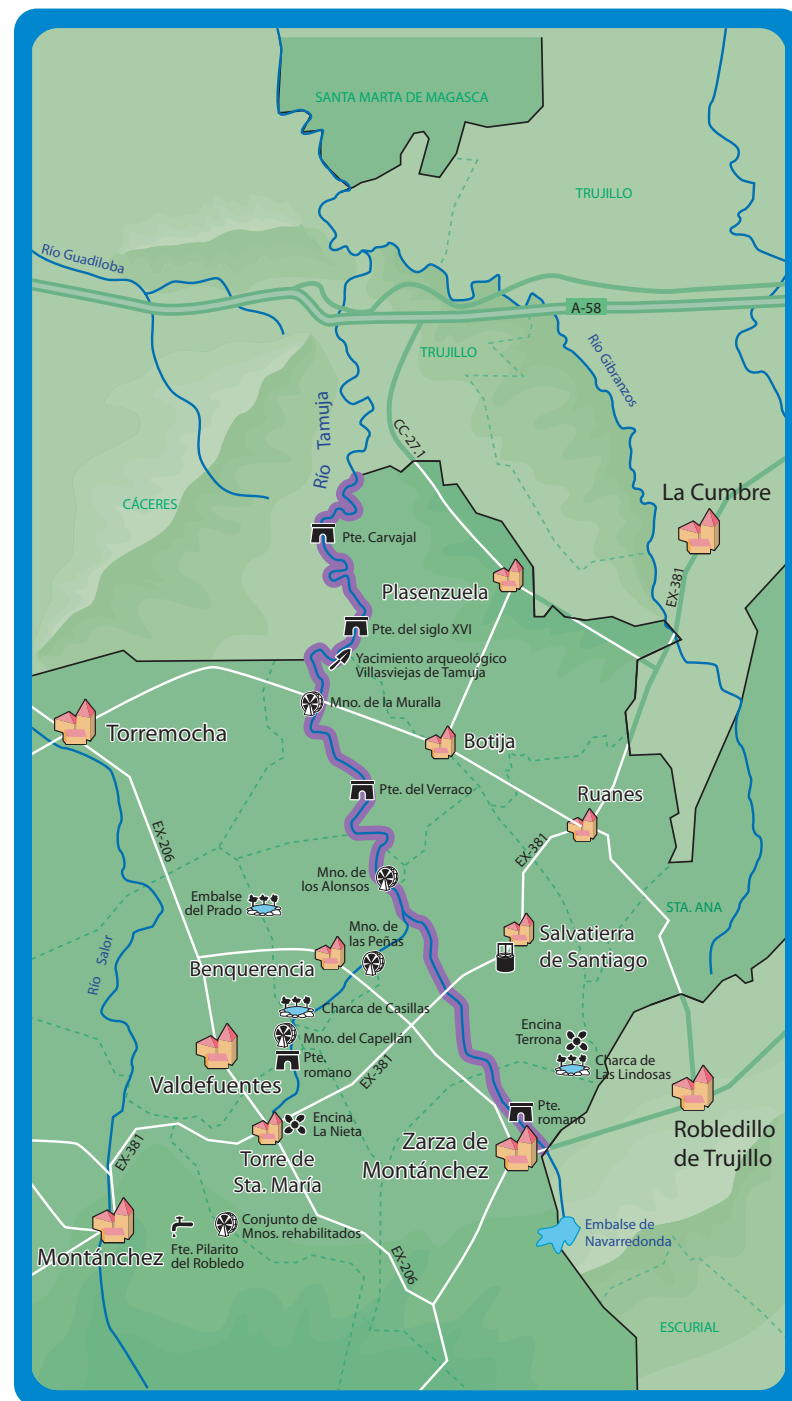 SANTA MARTA DE MAGASCA
TRUJILLO
Río Guadiloba
A-58
TRUJILLO
Río Gibranzos
Río Tamuja
CC-27.1
CÁCERES
La Cumbre
Pte. Carvajal
Plasenzuela
EX-381
Pte. del siglo XVI
Yacimiento arqueológico
Villasviejas de Tamuja
Mno. de la Muralla
Torremocha
Botija
Pte. del Verraco
Ruanes
EX-206
EX-381
Mno. de
los Alonsos
Embalse
del Prado
STA. ANA
Mno. de
las Peñas
Salvatierra
de Santiago
Río Salor
Benquerencia
Charca de Casillas
Encina
Terrona
Mno. del Capellán
Pte.
romano
Charca de
Las Lindosas
Valdefuentes
EX-381
Pte.
romano
Encina
La Nieta
Robledillo
de Trujillo
EX-381
Torre de
Sta. María
Zarza de
Montánchez
Conjunto de
Mnos. rehabilitados
Embalse de
Navarredonda
Montánchez
Fte. Pilarito
del Robledo
EX-206
ESCURIAL